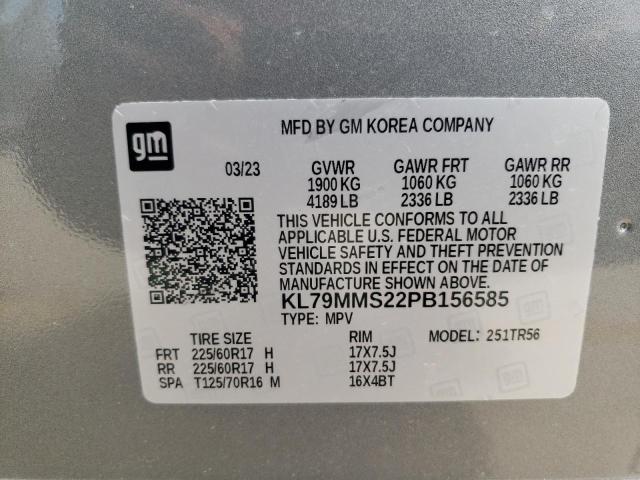 gm
MFD BY GM KOREA COMPANY
03/23 GVWR GAWR FRT GAWR RR
1900 KG 1060 KG 1060 KG
4189 LB 2336 LB 2336 LB
THIS VEHICLE CONFORMS TO ALL
APPLICABLE U.S. FEDERAL MOTOR
VEHICLE SAFETY AND THEFT PREVENTION
STANDARDS IN EFFECT ON THE DATE OF
MANUFACTURE SHOWN ABOVE.
KL79MMS22PB156585
TYPE: MPV
TIRE SIZE RIM MODEL: 251TR56
FRT 225/60R17 H 17X7.5J
RR 225/60R17 H 17X7.5J
SPA T125/70R16 M 16X4BT